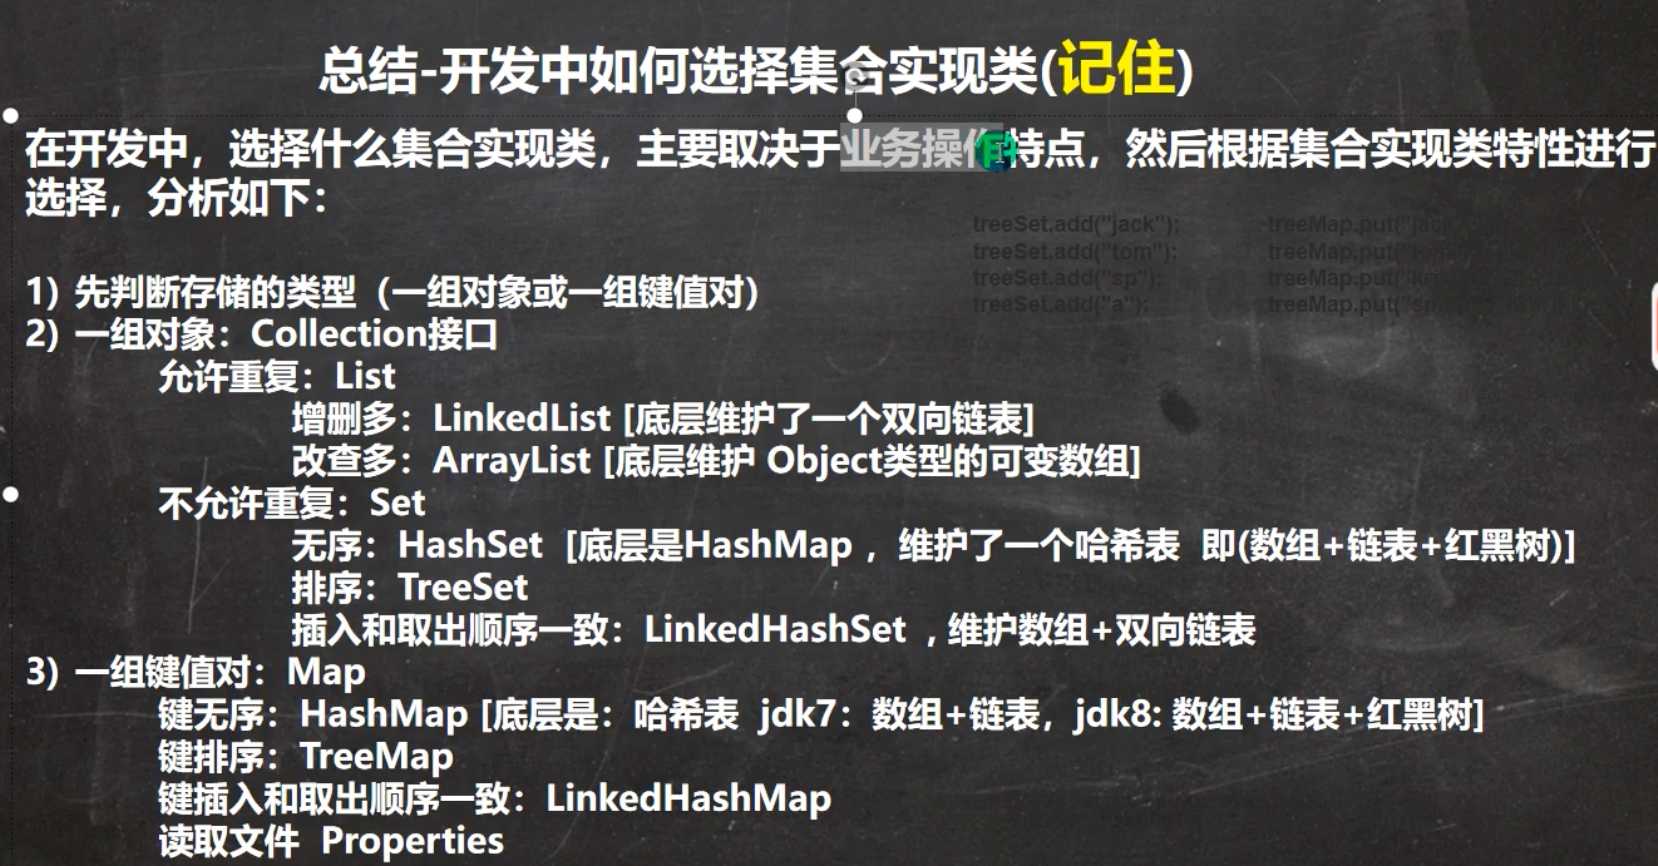 总结-开发中如何选择集合实现类(记住)
在开发中，选择什么集合实现类，主要取决于业务操作特点，然后根据集合实现类特性进行
选择，分析如下：
treeSet.add("jack"); treeMap.put("jack
treeSet.add("tom"); treeMap.put("tom
treeSet.add("sp"); treeMap.put("
treeSet.add("a"); treeMap.put("
1) 先判断存储的类型（一组对象或一组键值对）
2) 一组对象：Collection接口
允许重复：List
增删多：LinkedList [底层维护了一个双向链表]
改查多：ArrayList [底层维护 Object类型的可变数组]
不允许重复：Set
无序：HashSet [底层是HashMap ，维护了一个哈希表 即(数组+链表+红黑树)]
排序：TreeSet
插入和取出顺序一致：LinkedHashSet , 维护数组+双向链表
3) 一组键值对：Map
键无序：HashMap [底层是：哈希表 jdk7：数组+链表，jdk8: 数组+链表+红黑树]
键排序：TreeMap
键插入和取出顺序一致：LinkedHashMap
读取文件 Properties